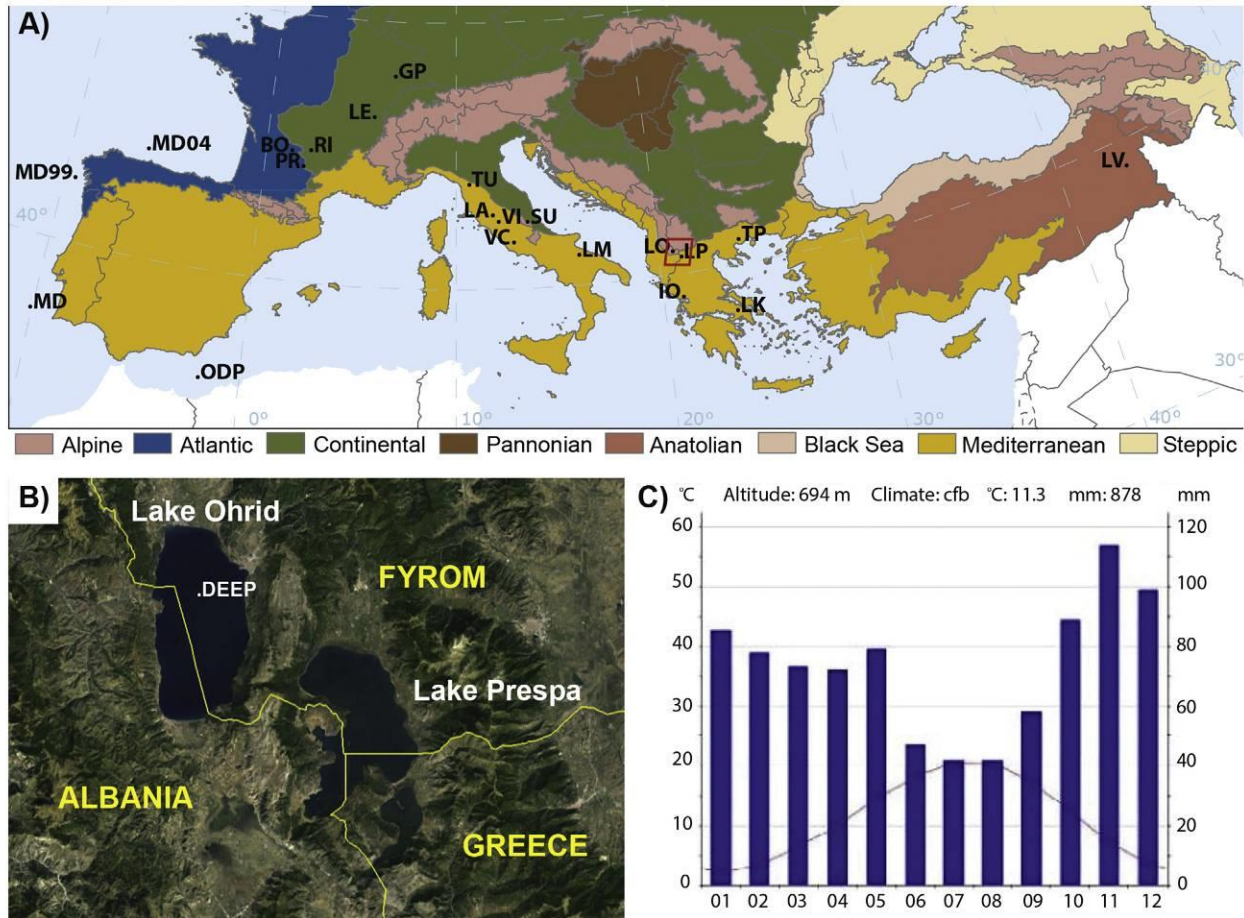 A)
.GP
LE.
.MD04
BO. .RI
PR.
MD99.
LV.
40°
40°
.TU
LA. .VI .SU
VC.
.LM
LO. .LP
.TP
IO.
.LK
.MD
.ODP
30°
0° 10° 20° 30° 40°
Alpine Atlantic Continental Pannonian Anatolian Black Sea Mediterranean Steppic
B)
Lake Ohrid
.DEEP
FYROM
Lake Prespa
ALBANIA
GREECE
C)
°C Altitude: 694 m Climate: cfb °C: 11.3 mm: 878 mm
60 120
50 100
40 80
30 60
20 40
10 20
0 0
01 02 03 04 05 06 07 08 09 10 11 12